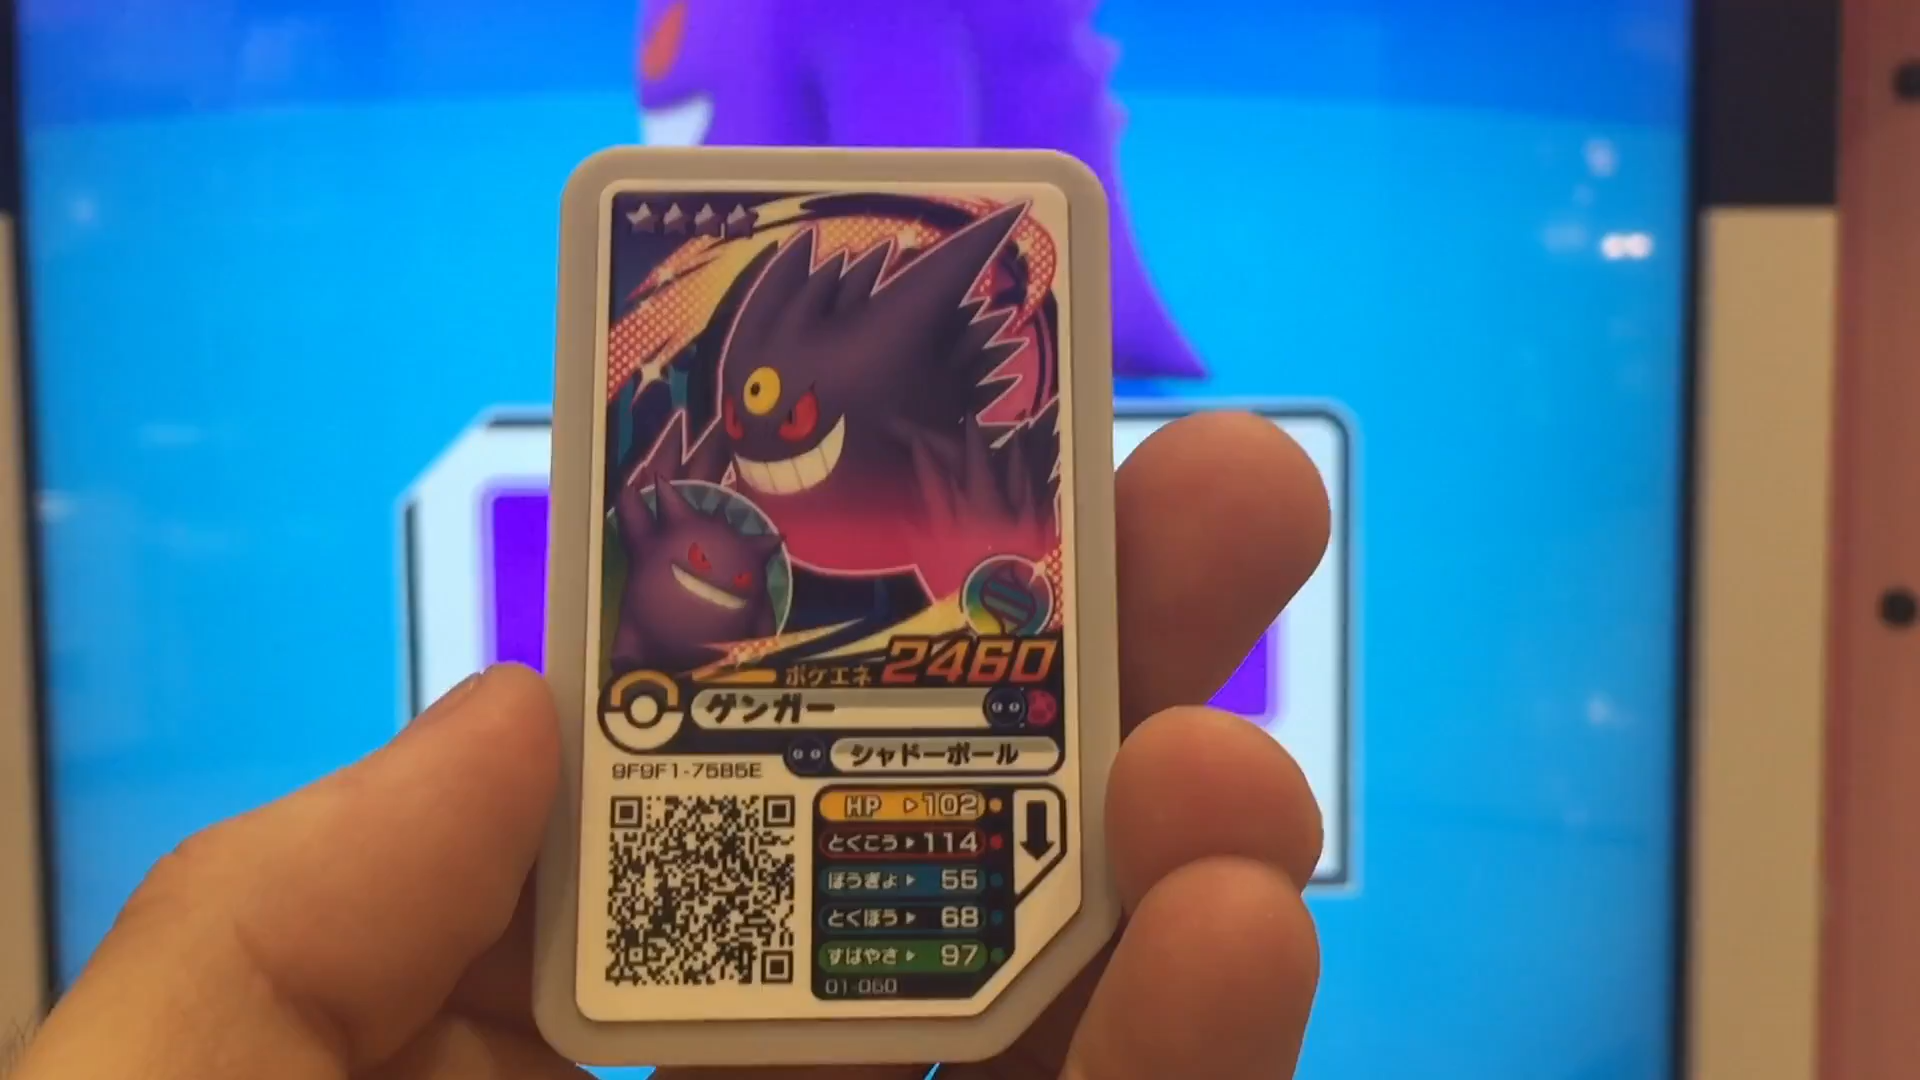 ポケエネ 2460
ゲンガー
シャドーボール
9F9F1-75B5E
HP 102
とくこう 114
ぼうぎょ 55
とくぼう 68
すばやさ 97
01-060